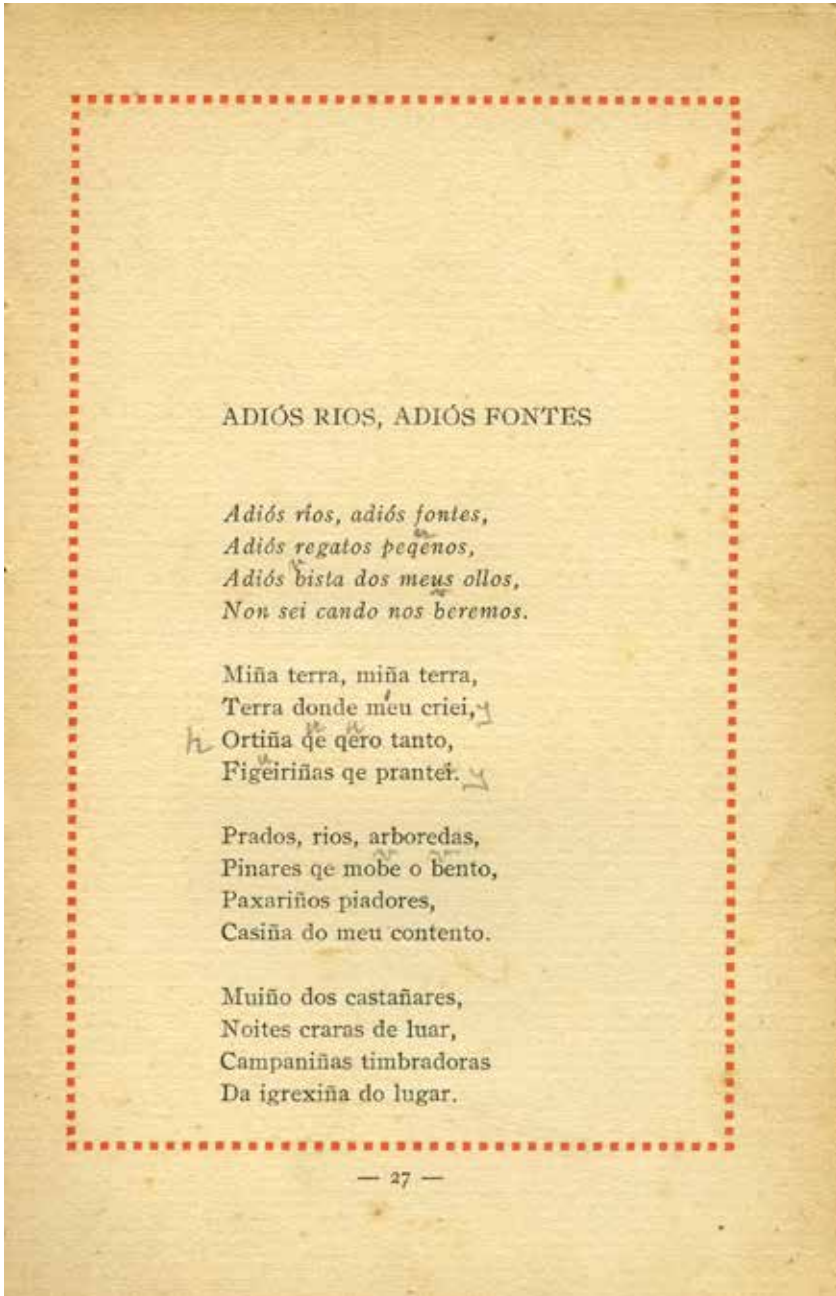 ADIÓS RIOS, ADIÓS FONTES
Adiós ríos, adiós fontes,
Adiós regatos peqenos,
Adiós bista dos meus ollos,
Non sei cando nos beremos.
Miña terra, miña terra,
Terra donde m'eu criei, y
h Ortiña qe qero tanto,
Figeiriñas qe prantei. y
Prados, rios, arboredas,
Pinares qe mobe o bento,
Paxariños piadores,
Casiña do meu contento.
Muiño dos castañares,
Noites craras de luar,
Campaniñas timbradoras
Da igrexiña do lugar.
— 27 —